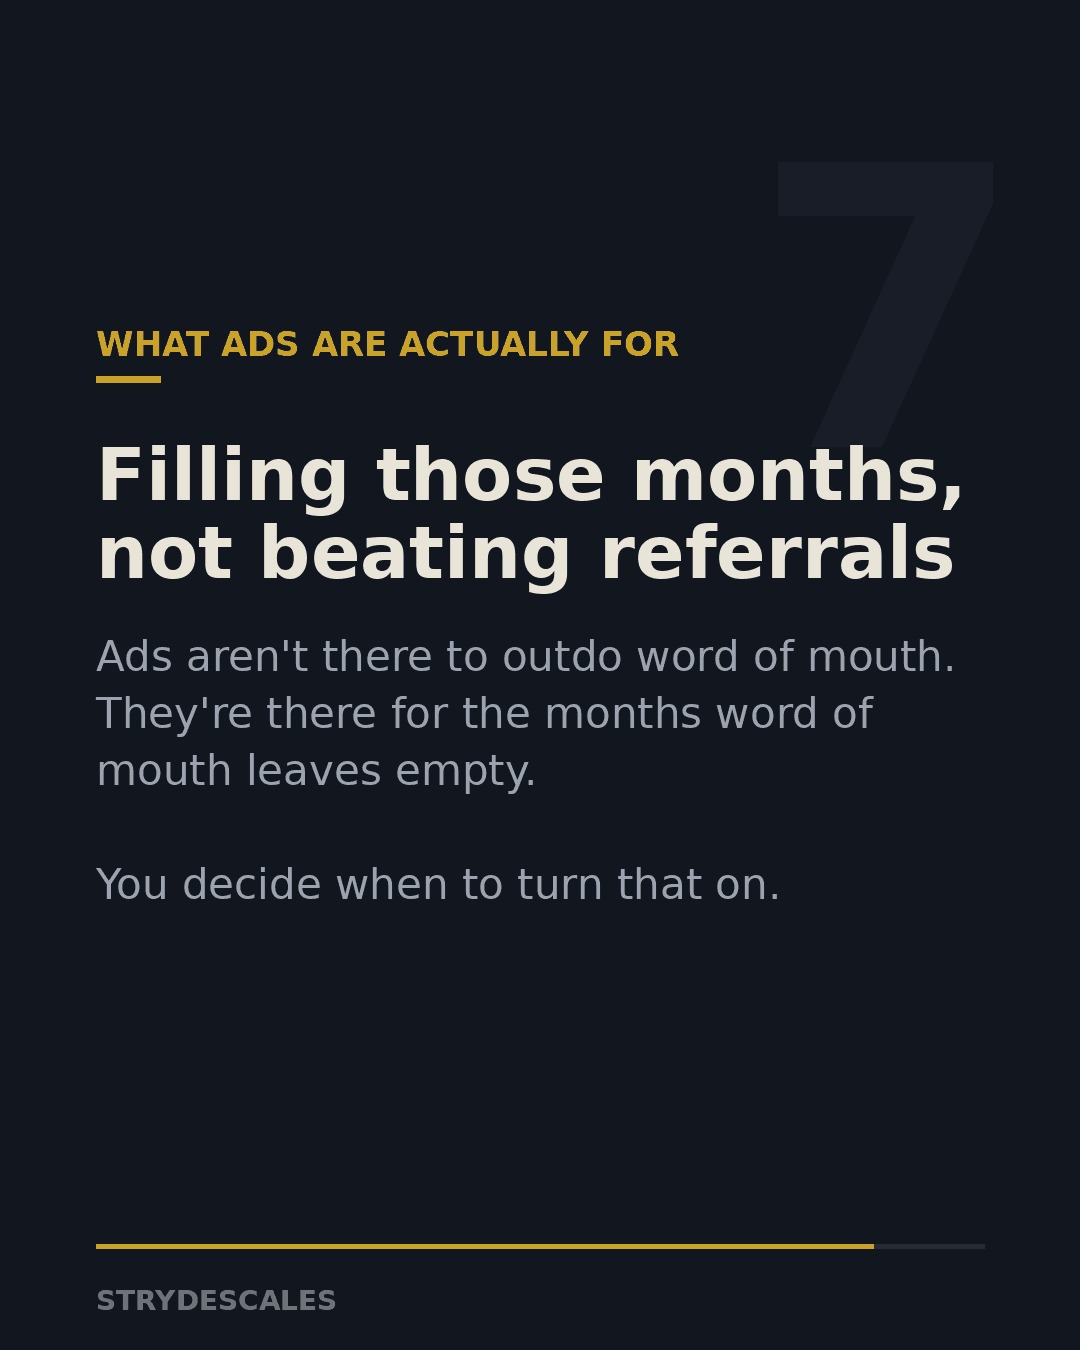 7
WHAT ADS ARE ACTUALLY FOR
Filling those months,
not beating referrals
Ads aren't there to outdo word of mouth.
They're there for the months word of
mouth leaves empty.
You decide when to turn that on.
STRYDESCALES